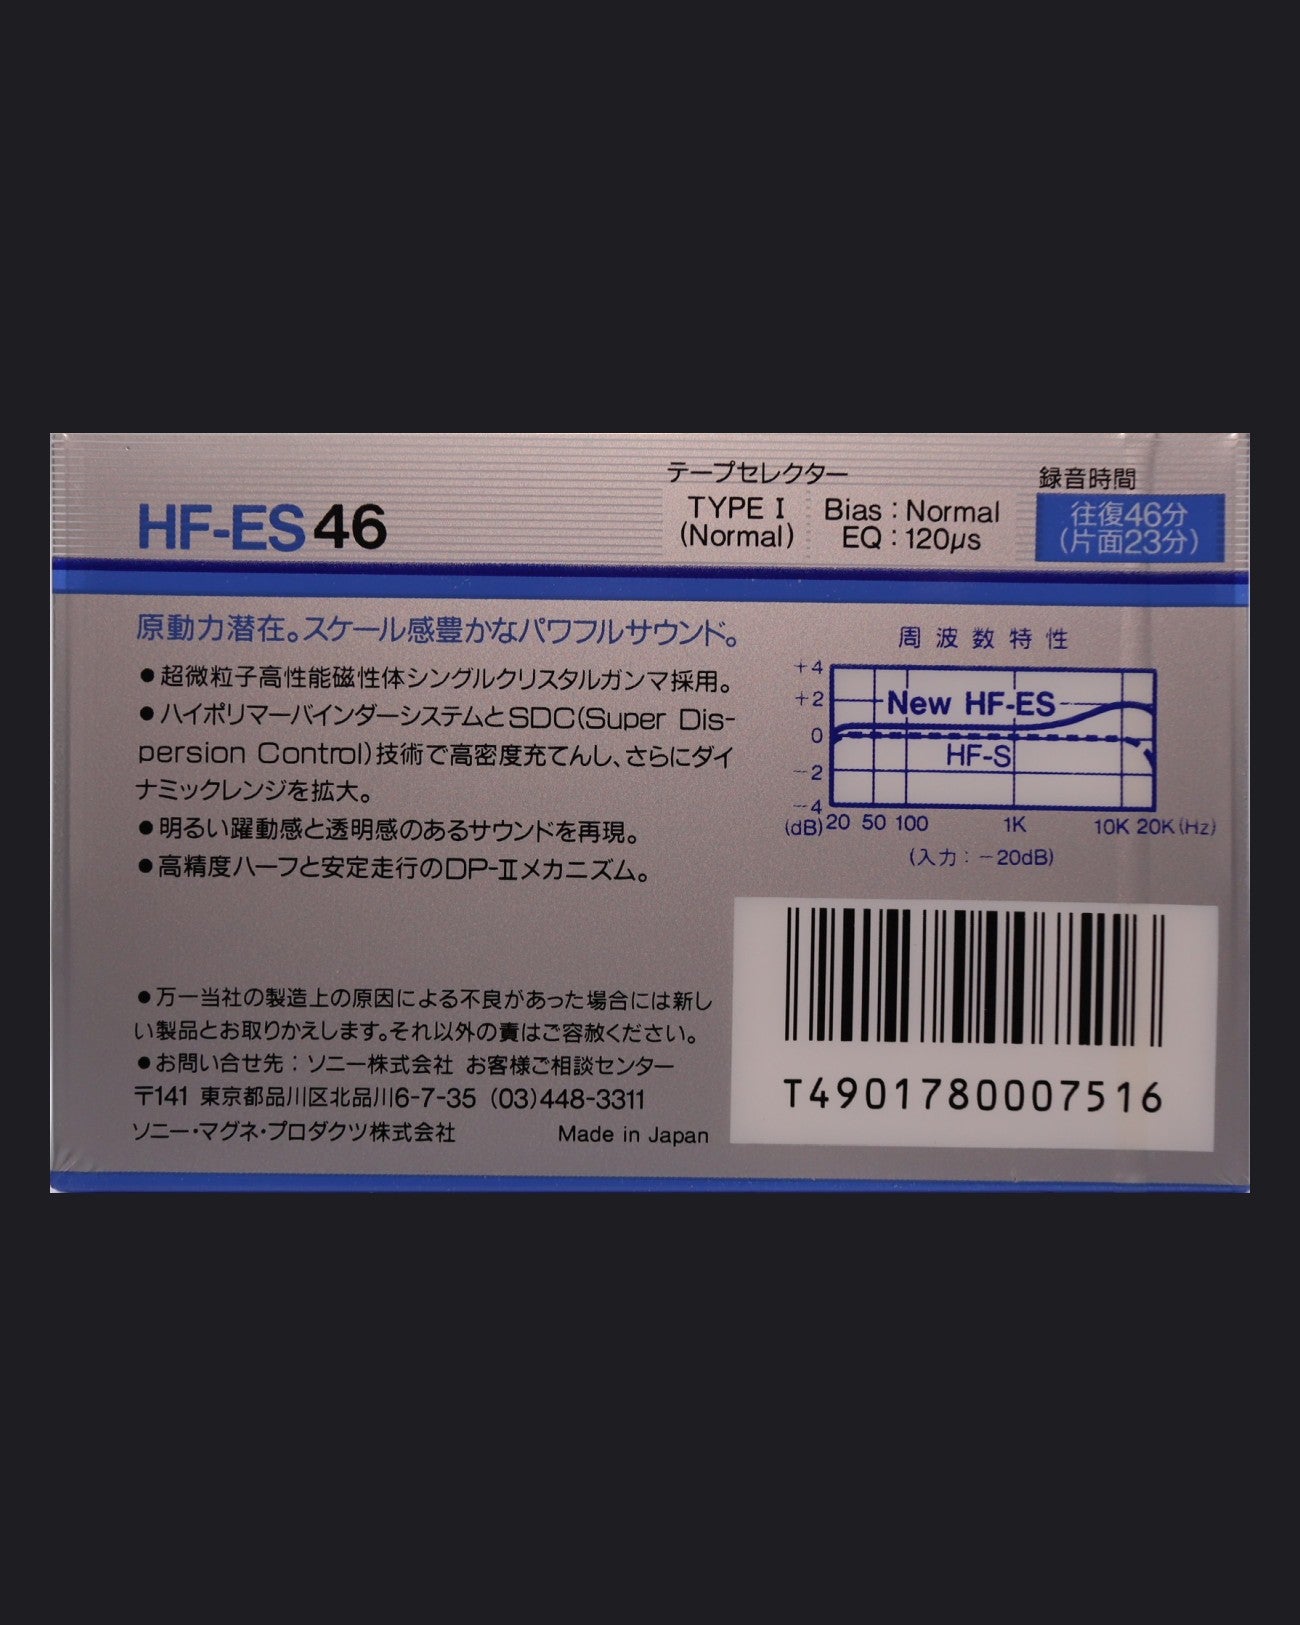 テープセレクター
録音時間
HF-ES 46
TYPE I
(Normal)
Bias : Normal
EQ : 120μs
往復46分
(片面23分)
原動力潜在。スケール感豊かなパワフルサウンド。
●超微粒子高性能磁性体シングルクリスタルガンマ採用。
●ハイポリマーバインダーシステムとSDC(Super Dis-
persion Control)技術で高密度充てんし、さらにダイ
ナミックレンジを拡大。
●明るい躍動感と透明感のあるサウンドを再現。
●高精度ハーフと安定走行のDP-Ⅱメカニズム。
周波数特性
+4
+2
0
-2
-4
New HF-ES
HF-S
(dB) 20 50 100 1K 10K 20K (Hz)
(入力:-20dB)
●万一当社の製造上の原因による不良があった場合には新し
い製品とお取りかえします。それ以外の責はご容赦ください。
●お問い合せ先:ソニー株式会社 お客様ご相談センター
〒141 東京都品川区北品川6-7-35 (03)448-3311
ソニー・マグネ・プロダクツ株式会社 Made in Japan
T4901780007516